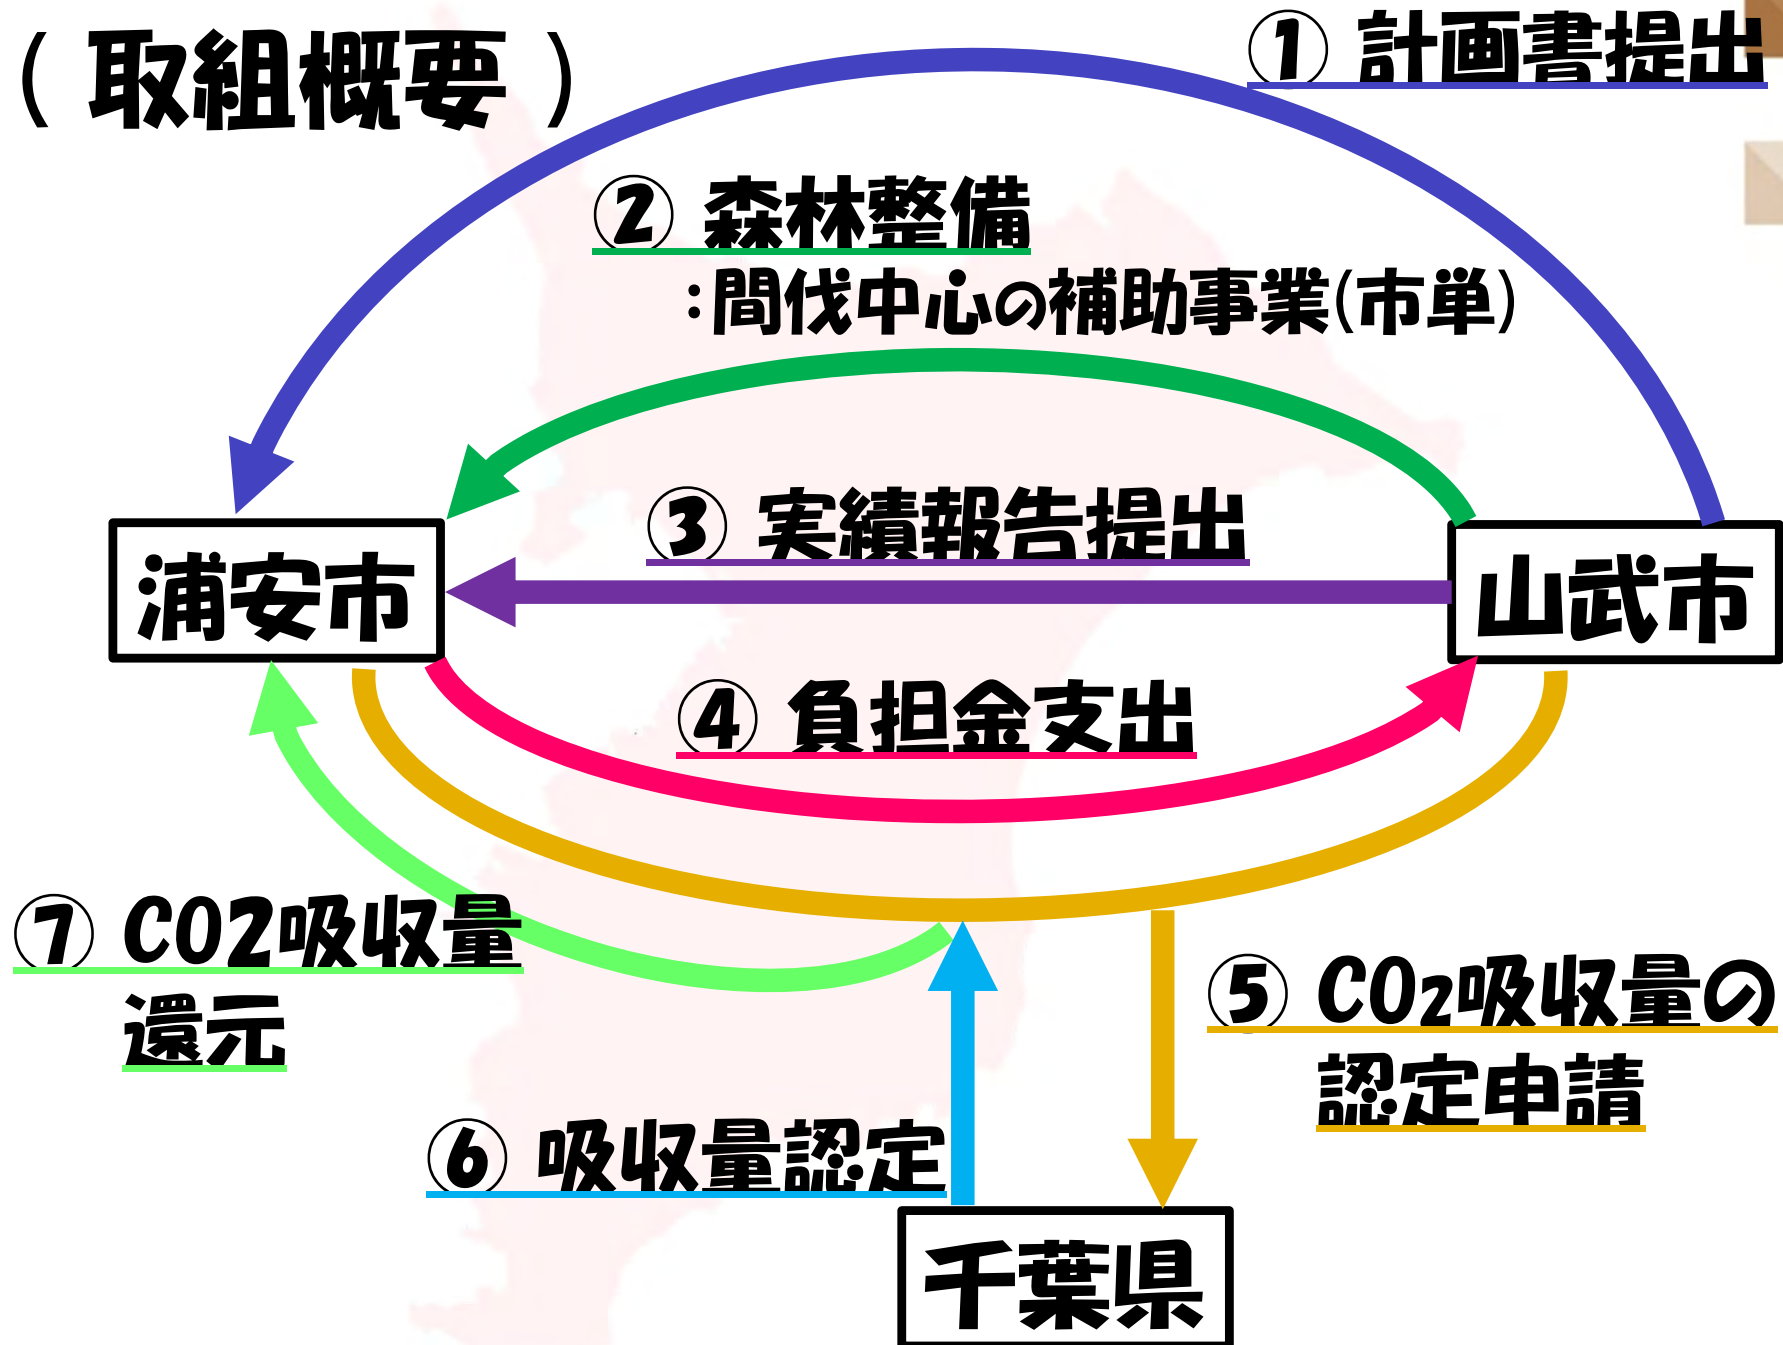 (取組概要)
① 計画書提出
② 森林整備
:間伐中心の補助事業(市単)
③ 実績報告提出
浦安市
山武市
④ 負担金支出
⑦ CO2吸収量
還元
⑤ CO2吸収量の
認定申請
⑥ 吸収量認定
千葉県